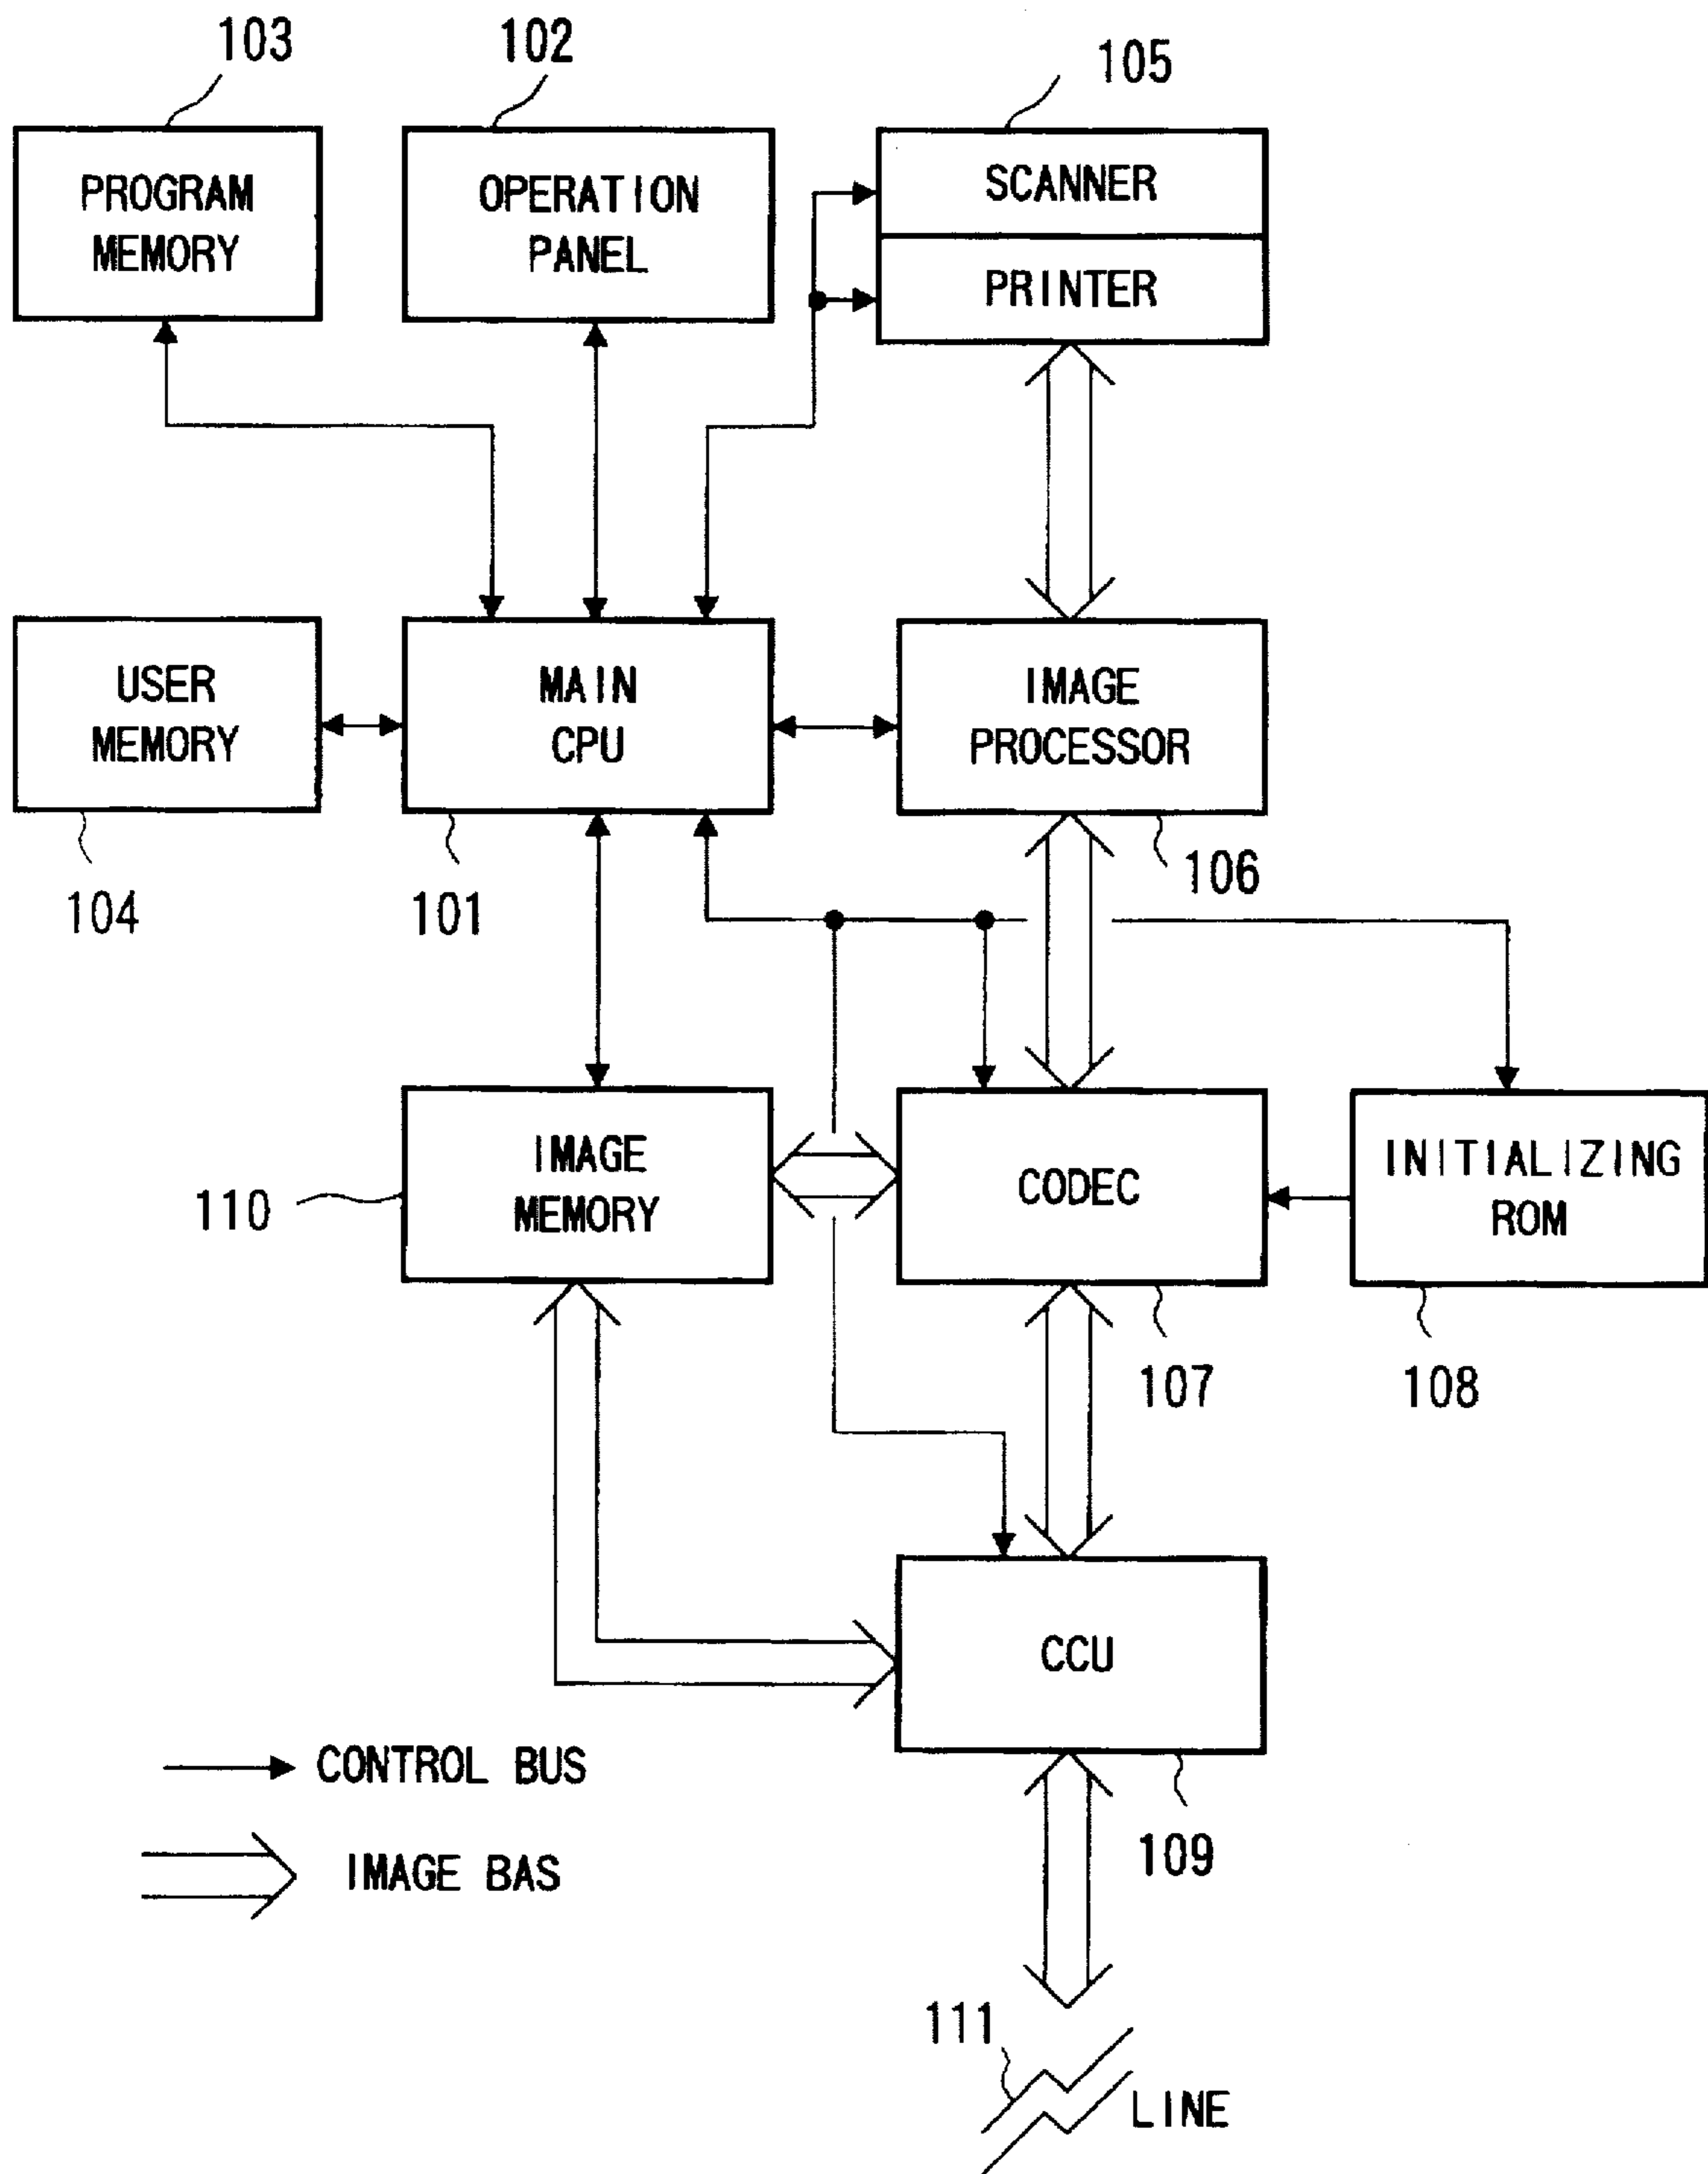 103
102
105
PROGRAM
MEMORY
OPERATION
PANEL
SCANNER
PRINTER
USER
MEMORY
MAIN
CPU
IMAGE
PROCESSOR
104
101
106
IMAGE
MEMORY
110
CODEC
INITIALIZING
ROM
107
108
CCU
109
CONTROL BUS
IMAGE BAS
111
LINE